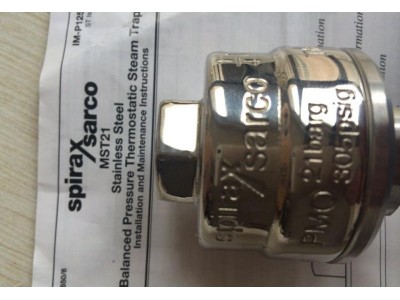 IM-P125
spirax
sarco
MST21
Stainless Steel
Balanced Pressure Thermostatic Steam Trap
Installation and Maintenance Instructions
spirax
sarco
PMO 21barg
305psig